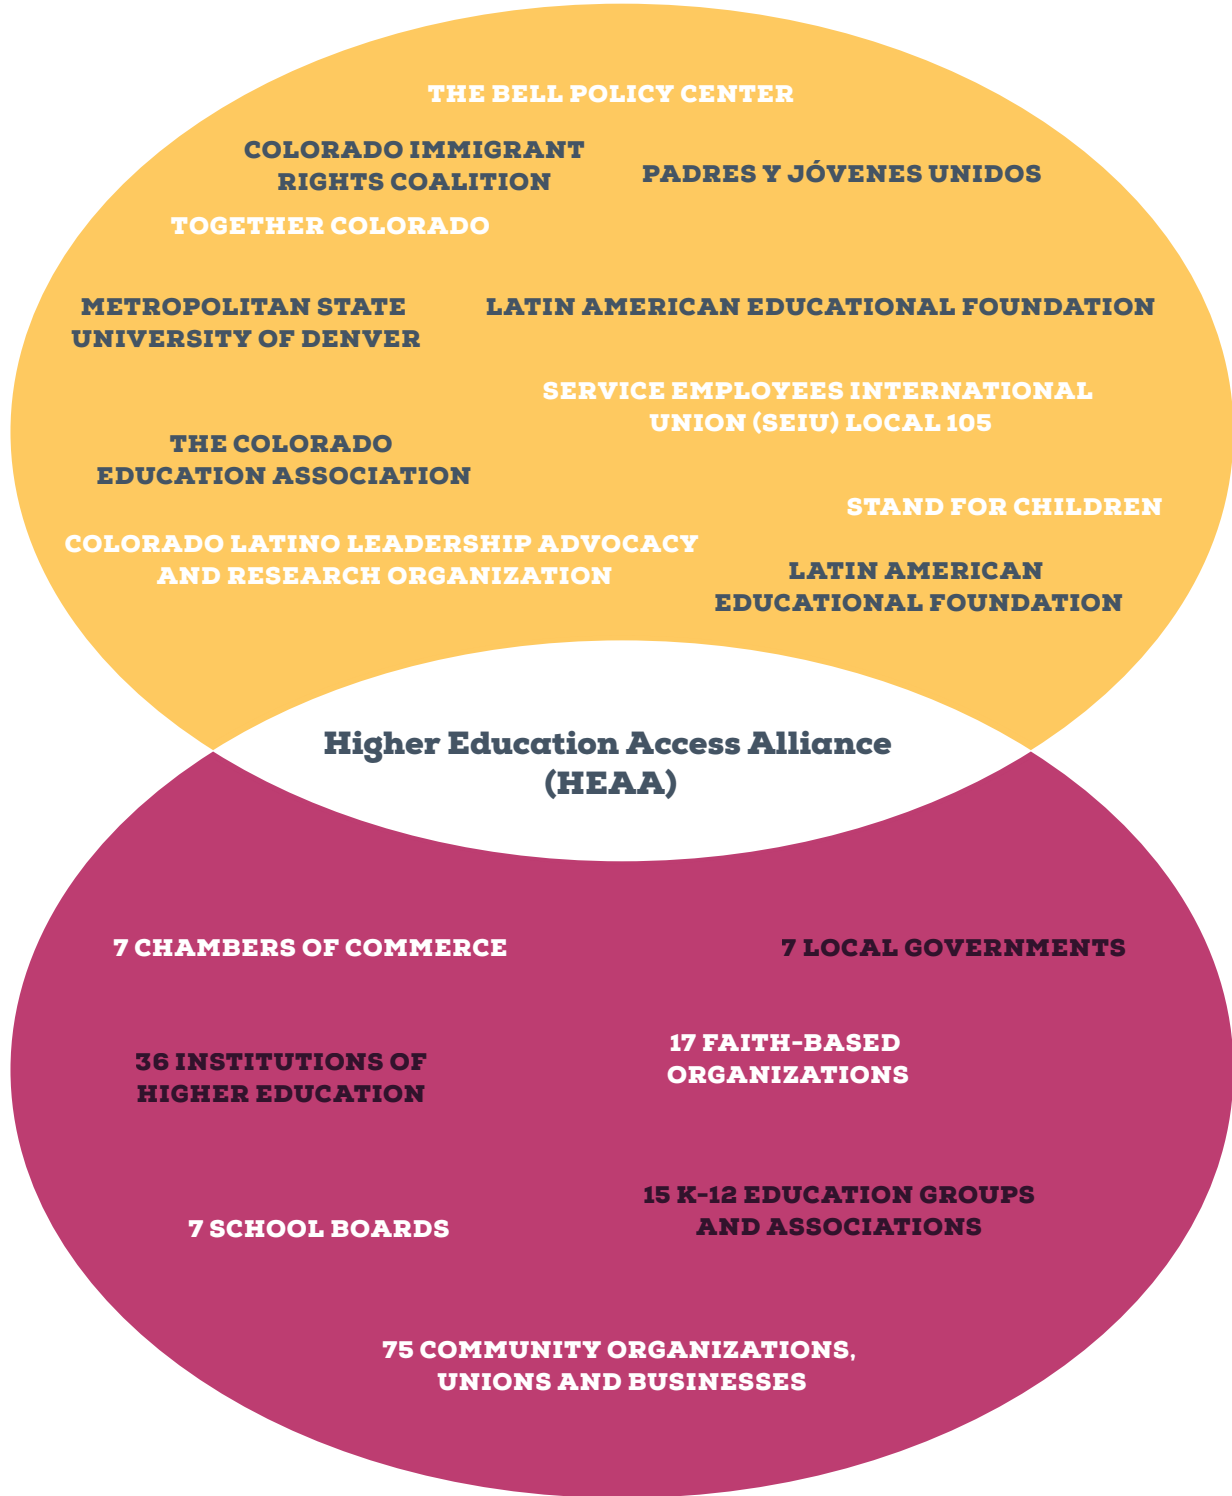 THE BELL POLICY CENTER
COLORADO IMMIGRANT
RIGHTS COALITION
PADRES Y JÓVENES UNIDOS
TOGETHER COLORADO
METROPOLITAN STATE
UNIVERSITY OF DENVER
LATIN AMERICAN EDUCATIONAL FOUNDATION
SERVICE EMPLOYEES INTERNATIONAL
UNION (SEIU) LOCAL 105
THE COLORADO
EDUCATION ASSOCIATION
STAND FOR CHILDREN
COLORADO LATINO LEADERSHIP ADVOCACY
AND RESEARCH ORGANIZATION
LATIN AMERICAN
EDUCATIONAL FOUNDATION
Higher Education Access Alliance
(HEAA)
7 CHAMBERS OF COMMERCE
7 LOCAL GOVERNMENTS
36 INSTITUTIONS OF
HIGHER EDUCATION
17 FAITH-BASED
ORGANIZATIONS
7 SCHOOL BOARDS
15 K-12 EDUCATION GROUPS
AND ASSOCIATIONS
75 COMMUNITY ORGANIZATIONS,
UNIONS AND BUSINESSES